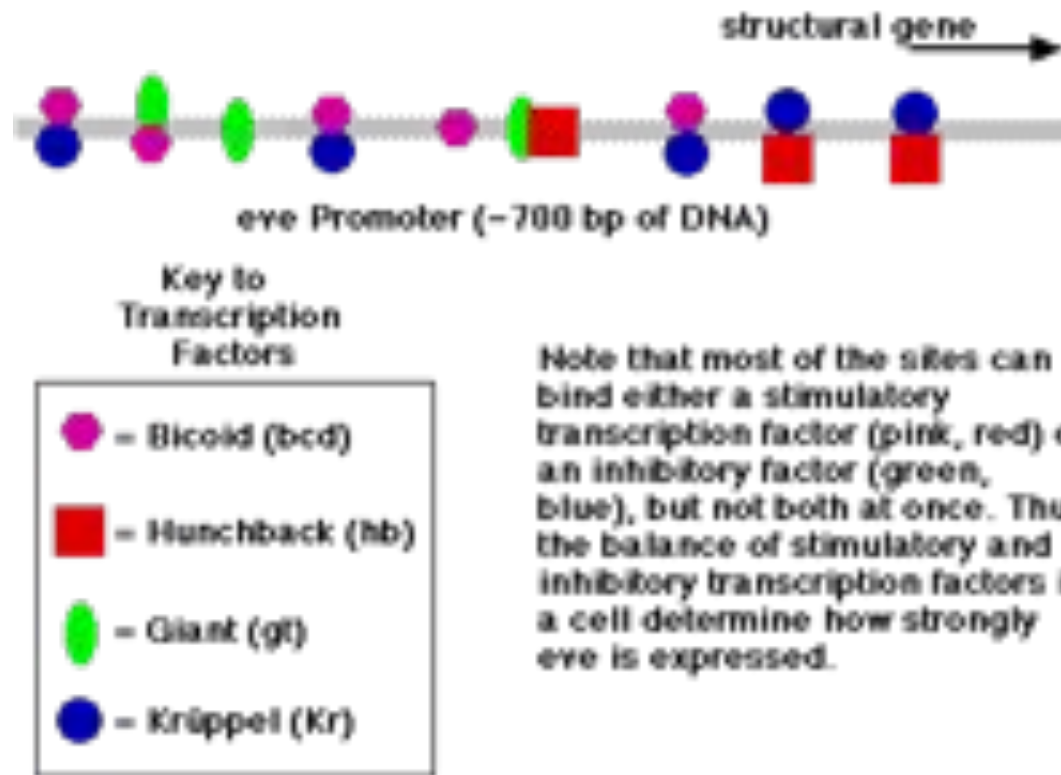 structural gene
eve Promoter (~700 bp of DNA)
Key to
Transcription
Factors
= Bicoid (bcd)
= Hunchback (hb)
= Giant (gt)
= Krüppel (Kr)
Note that most of the sites can
bind either a stimulatory
transcription factor (pink, red)
an inhibitory factor (green,
blue), but not both at once.
the balance of stimulatory and
inhibitory transcription factors
a cell determine how strongly
eve is expressed.